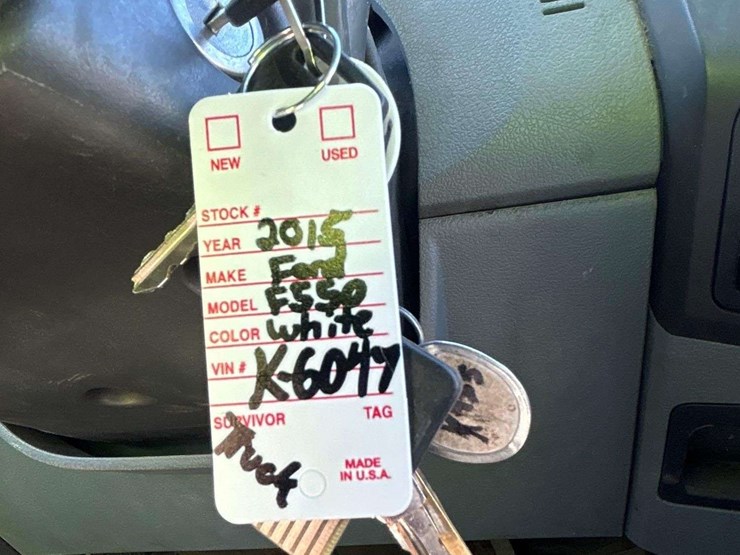 NEW USED
STOCK #
YEAR 2015
MAKE Ford
MODEL F550
COLOR White
VIN # K-6047
SURVIVOR TAG
Truck
MADE
IN U.S.A.